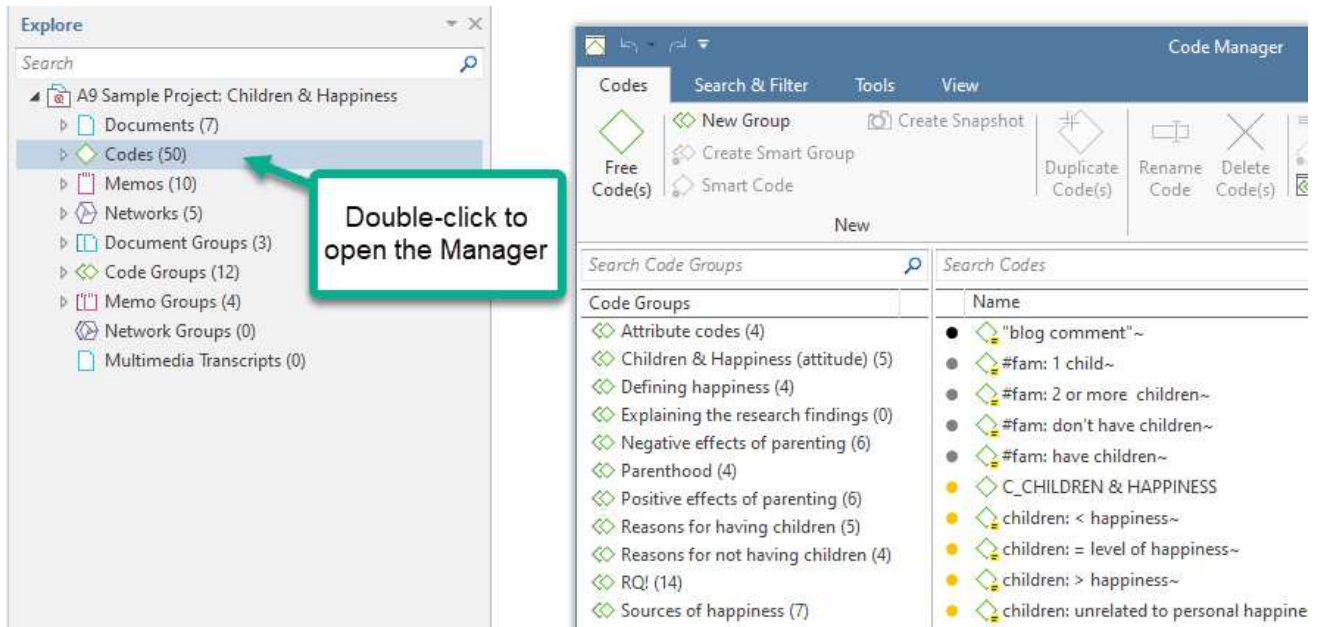 Explore
Search
A9 Sample Project: Children & Happiness
Documents (7)
Codes (50)
Memos (10)
Networks (5)
Document Groups (3)
Code Groups (12)
Memo Groups (4)
Network Groups (0)
Multimedia Transcripts (0)
Double-click to
open the Manager
Code Manager
Codes
Search & Filter
Tools
View
Free
Code(s)
New Group
Create Smart Group
Smart Code
Create Snapshot
Duplicate
Code(s)
Rename
Code
Delete
Code(s)
New
Search Code Groups
Code Groups
Attribute codes (4)
Children & Happiness (attitude) (5)
Defining happiness (4)
Explaining the research findings (0)
Negative effects of parenting (6)
Parenthood (4)
Positive effects of parenting (6)
Reasons for having children (5)
Reasons for not having children (4)
RQ! (14)
Sources of happiness (7)
Search Codes
Name
"blog comment"~
#fam: 1 child~
#fam: 2 or more  children~
#fam: don't have children~
#fam: have children~
C_CHILDREN & HAPPINESS
children: < happiness~
children: = level of happiness~
children: > happiness~
children: unrelated to personal happine